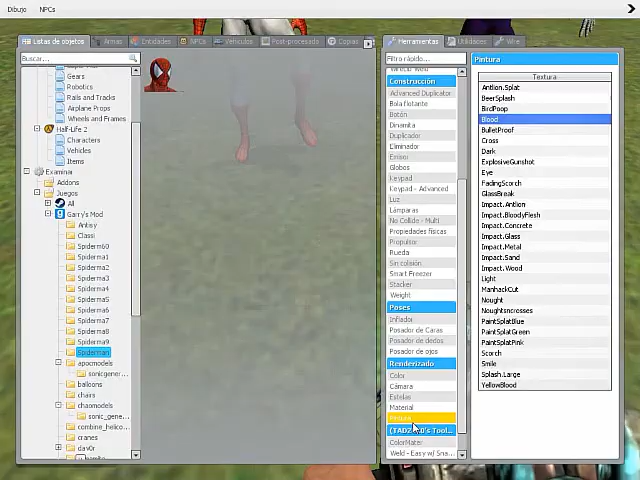 Dibujo NPCs
Listas de objetos Armas Entidades NPCs Vehículos Post-procesado Copias
Buscar...
Gears
Robotics
Rails and Tracks
Airplane Props
Wheels and Frames
Half-Life 2
Characters
Vehicles
Items
Examinar
Addons
Juegos
All
Garry's Mod
Antisy
Classi
Spiderm60
Spiderma1
Spiderma2
Spiderma3
Spiderma4
Spiderma5
Spiderma6
Spiderma7
Spiderma8
Spiderma9
Spiderman
apocmodels
sonicgener...
balloons
chairs
chaomodels
sonic_gene...
combine_helico...
cranes
dav0r
Herramientas Utilidades Wire
Filtro rápido...
Construcción
Advanced Duplicator
Bola flotante
Botón
Dinamita
Duplicador
Eliminador
Emisor
Globos
Keypad
Keypad - Advanced
Luz
Lámparas
No Collide - Multi
Propiedades físicas
Propulsor
Rueda
Sin colisión
Smart Freezer
Stacker
Weight
Poses
Inflador
Posador de Caras
Posador de dedos
Posador de ojos
Renderizado
Color
Cámara
Estelas
Material
Pintura
ColorMater
Weld - Easy w/ Sna...
Pintura
Textura
Antlion.Splat
BeerSplash
BirdPoop
Blood
BulletProof
Cross
Dark
ExplosiveGunshot
Eye
FadingScorch
GlassBreak
Impact.Antlion
Impact.BloodyFlesh
Impact.Concrete
Impact.Glass
Impact.Metal
Impact.Sand
Impact.Wood
Light
ManhackCut
Nought
Noughtsncrosses
PaintSplatBlue
PaintSplatGreen
PaintSplatPink
Scorch
Smile
Splash.Large
YellowBlood